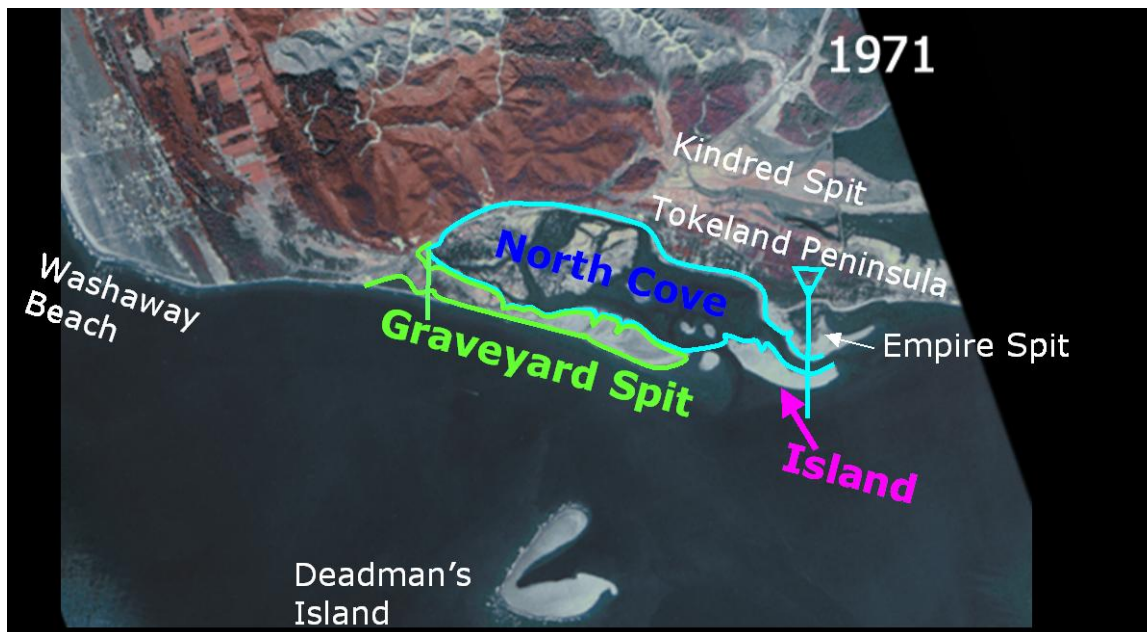 1971
Kindred Spit
Tokeland Peninsula
North Cove
Washaway
Beach
Graveyard Spit
Empire Spit
Island
Deadman's
Island